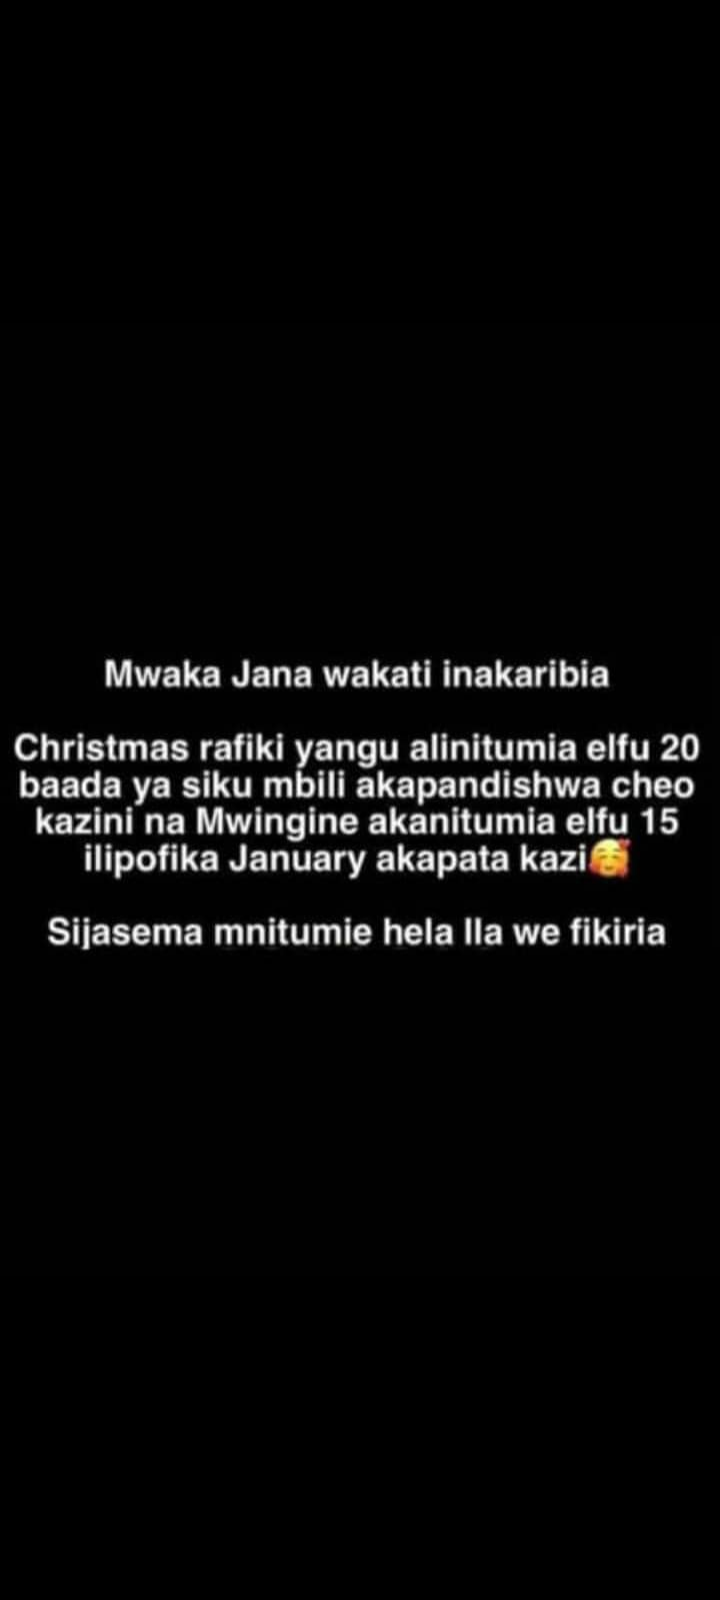 Mwaka Jana wakati inakaribia
Christmas rafiki yangu alinitumia elfu 20
baada ya siku mbili akapandishwa cheo
kazini na Mwingine akanitumia elfu 15
ilipofika January akapata kazi🥰
Sijasema mnitumie hela Ila we fikiria